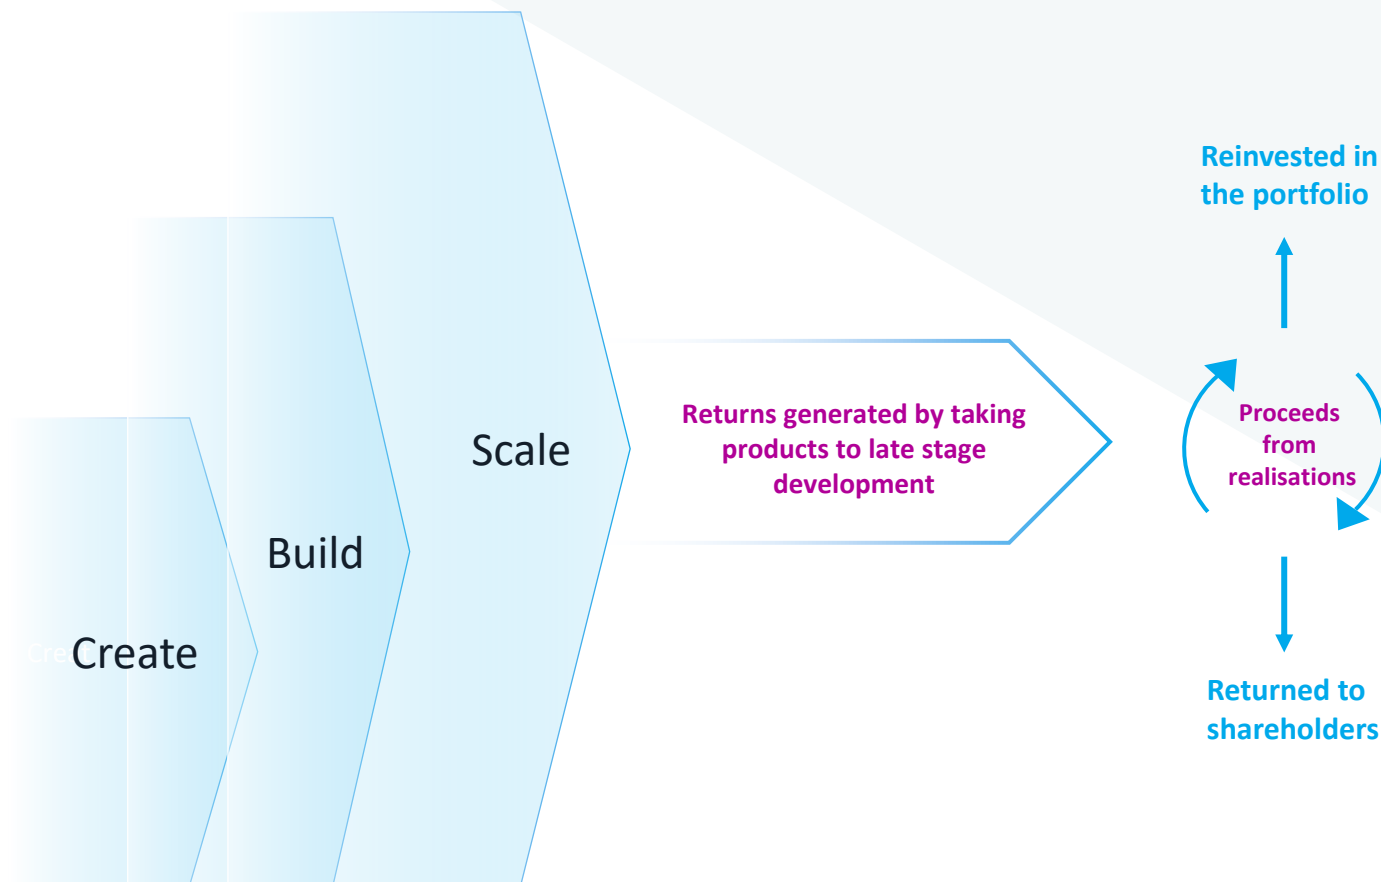 Create
Build
Scale
Returns generated by taking
products to late stage
development
Reinvested in
the portfolio
Proceeds
from
realisations
Returned to
shareholders